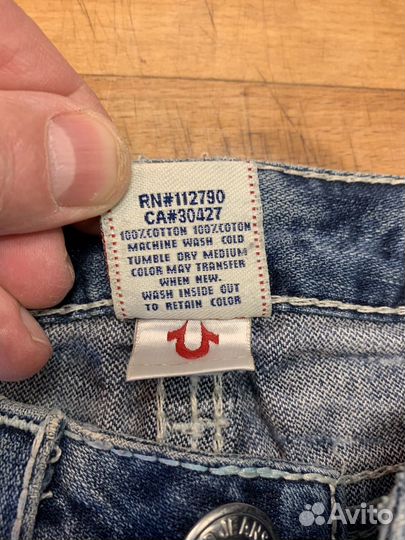 RN#112790
CA#30427
100%COTTON 100%COTON
MACHINE WASH COLD
TUMBLE DRY MEDIUM
COLOR MAY TRANSFER
WHEN NEW.
WASH INSIDE OUT
TO RETAIN COLOR
JEANS
Avito